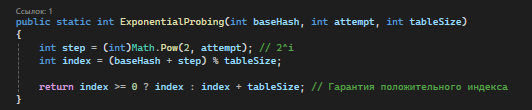 Ссылок: 1
public static int ExponentialProbing(int baseHash, int attempt, int tableSize)
{
int step = (int)Math.Pow(2, attempt); // 2^i
int index = (baseHash + step) % tableSize;
return index >= 0 ? index : index + tableSize; // Гарантия положительного индекса
}